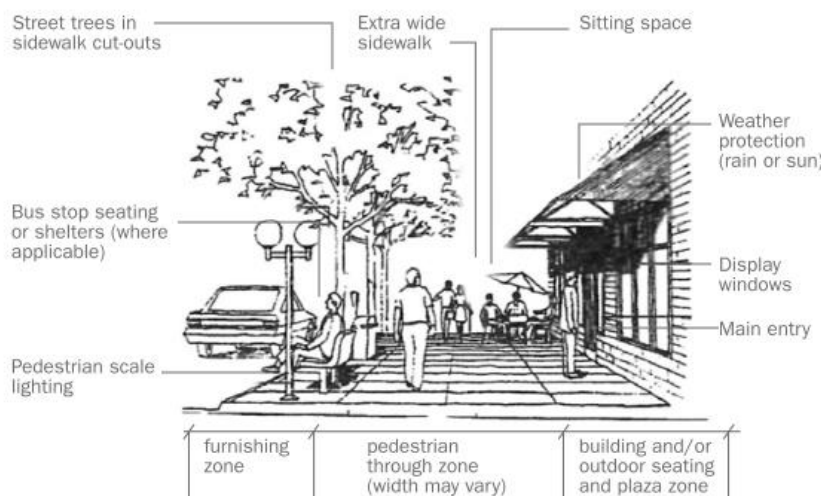 Street trees in
sidewalk cut-outs
Extra wide
sidewalk
Sitting space
Weather
protection
(rain or sun)
Bus stop seating
or shelters (where
applicable)
Display
windows
Main entry
Pedestrian scale
lighting
furnishing
zone
pedestrian
through zone
(width may vary)
building and/or
outdoor seating
and plaza zone